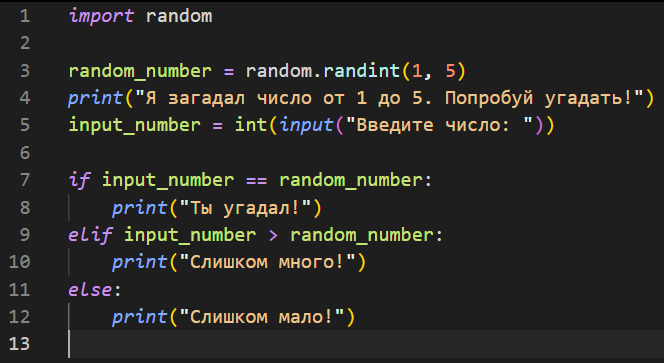 1 import random
2
3 random_number = random.randint(1, 5)
4 print("Я загадал число от 1 до 5. Попробуй угадать!")
5 input_number = int(input("Введите число: "))
6
7 if input_number == random_number:
8     print("Ты угадал!")
9 elif input_number > random_number:
10     print("Слишком много!")
11 else:
12     print("Слишком мало!")
13